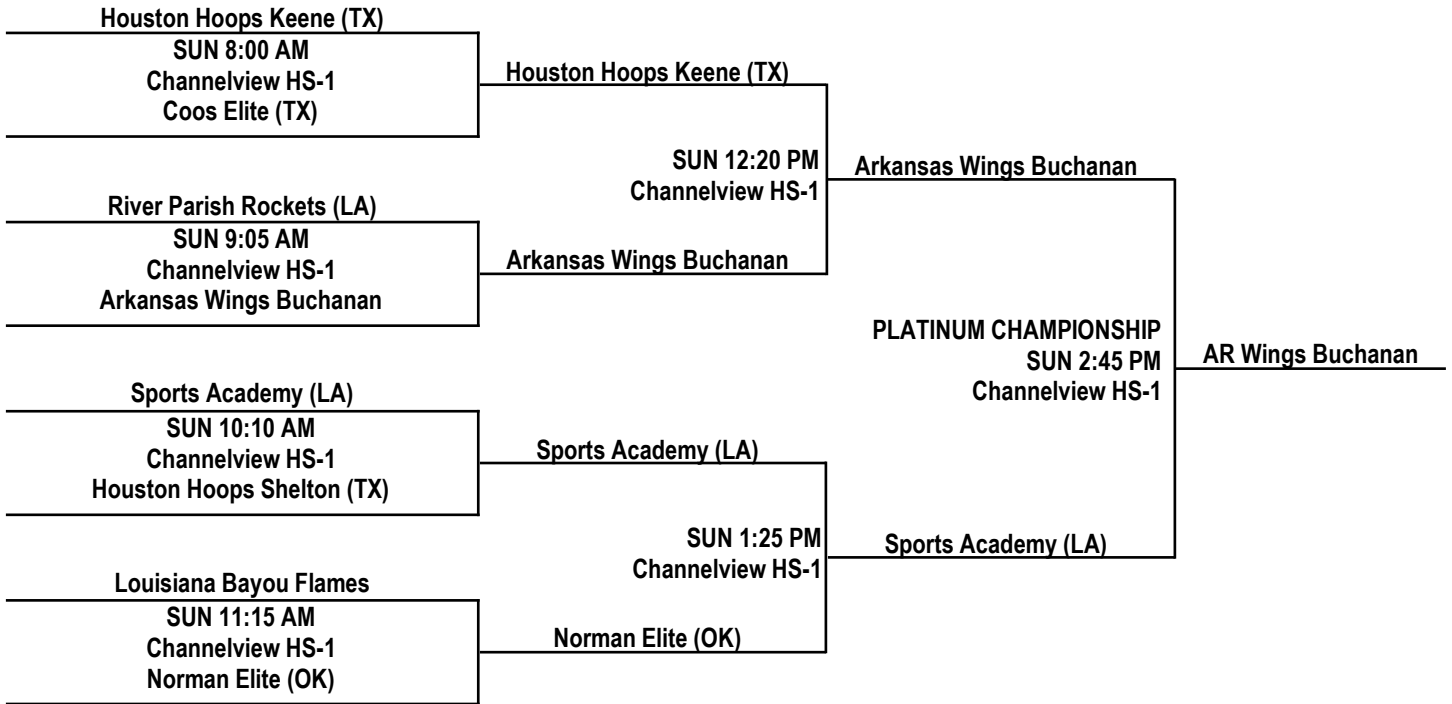 Houston Hoops Keene (TX)
SUN 8:00 AM
Channelview HS-1
Coos Elite (TX)
River Parish Rockets (LA)
SUN 9:05 AM
Channelview HS-1
Arkansas Wings Buchanan
Sports Academy (LA)
SUN 10:10 AM
Channelview HS-1
Houston Hoops Shelton (TX)
Louisiana Bayou Flames
SUN 11:15 AM
Channelview HS-1
Norman Elite (OK)
Houston Hoops Keene (TX)
SUN 12:20 PM
Channelview HS-1
Arkansas Wings Buchanan
Sports Academy (LA)
SUN 1:25 PM
Channelview HS-1
Norman Elite (OK)
Arkansas Wings Buchanan
PLATINUM CHAMPIONSHIP
SUN 2:45 PM
Channelview HS-1
Sports Academy (LA)
AR Wings Buchanan